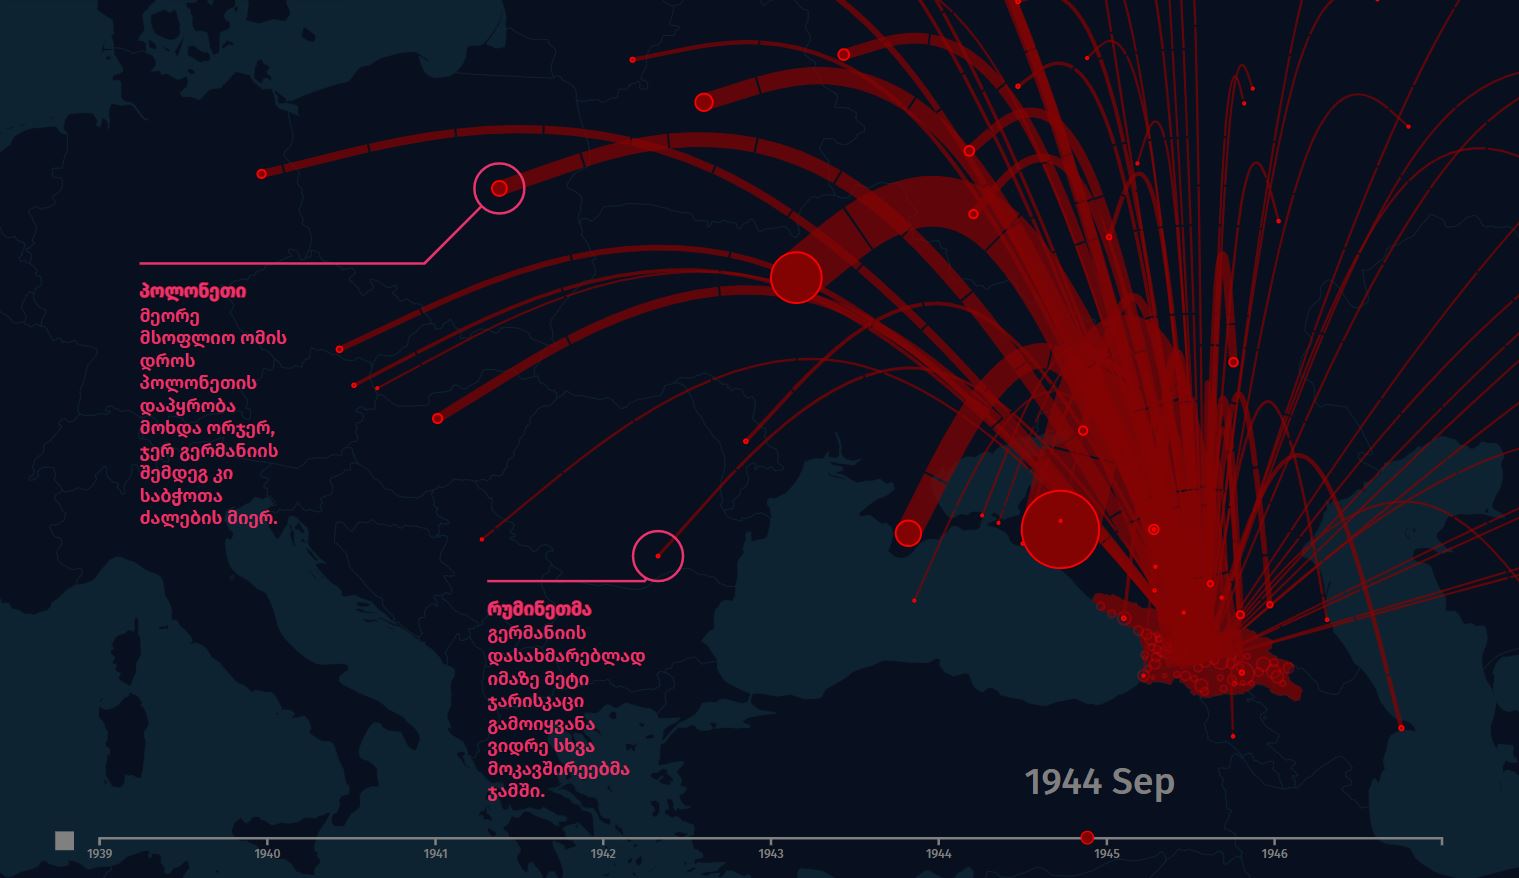 პოლონეთი
მეორე
მსოფლიო ომის
დროს
პოლონეთის
დაპყრობა
მოხდა ორჯერ,
ჯერ გერმანიის
შემდეგ კი
საბჭოთა
ძალების მიერ.
რუმინეთმა
გერმანიის
დასახმარებლად
იმაზე მეტი
ჯარისკაცი
გამოიყვანა
ვიდრე სხვა
მოკავშირეებმა
ჯამში.
1944 Sep
1939 1940 1941 1942 1943 1944 1945 1946